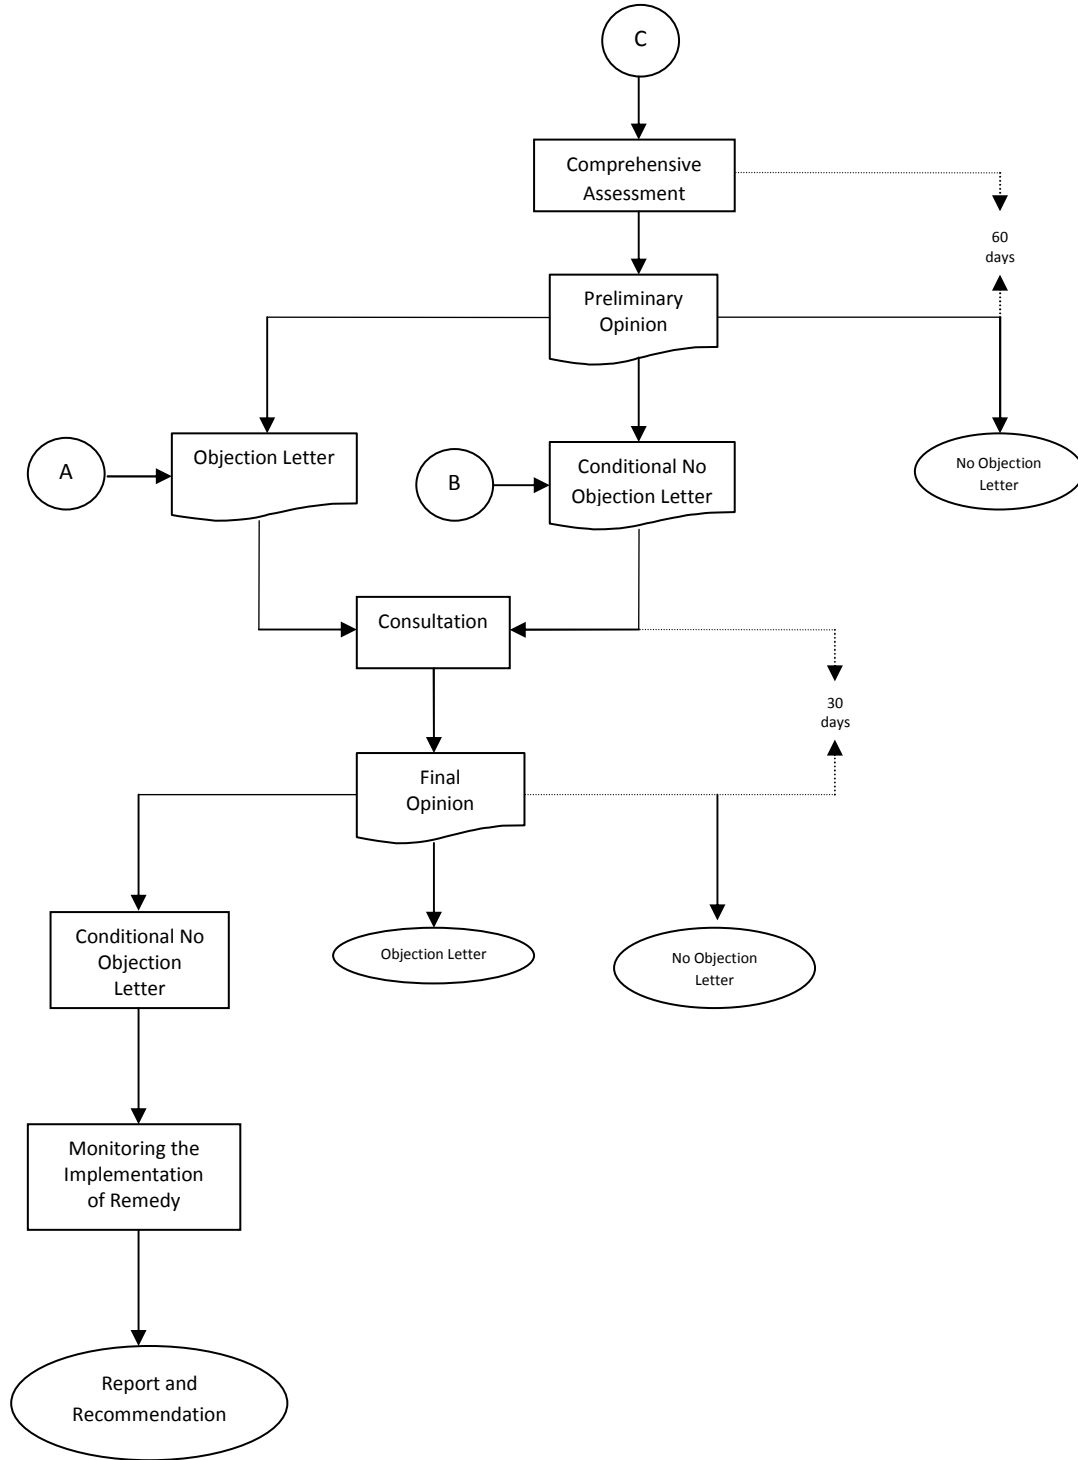 C
Comprehensive
Assessment
60
days
Preliminary
Opinion
A
Objection Letter
B
Conditional No
Objection Letter
No Objection
Letter
Consultation
30
days
Final
Opinion
Conditional No
Objection
Letter
Objection Letter
No Objection
Letter
Monitoring the
Implementation
of Remedy
Report and
Recommendation